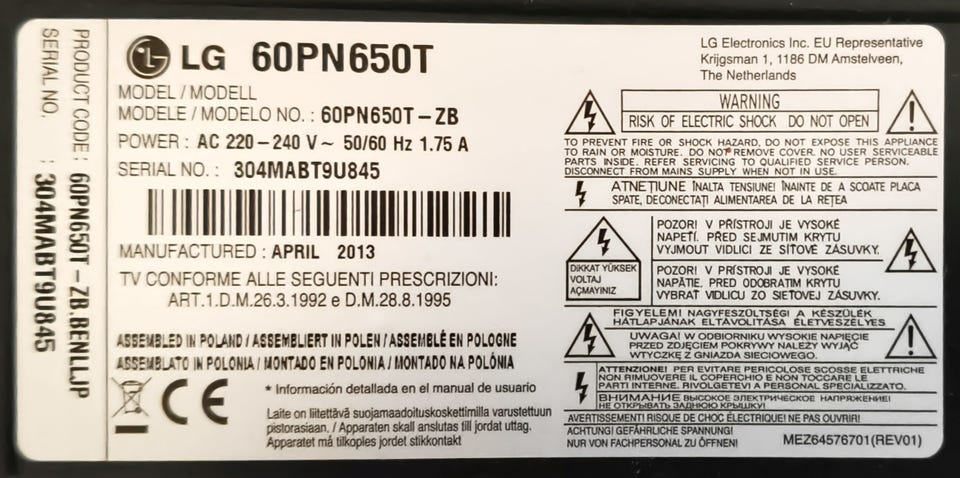 PRODUCT CODE : 60PN650T-ZB.BENLLJP
SERIAL NO. : 304MABT9U845
LG 60PN650T
MODEL / MODELL
MODELE / MODELO NO. : 60PN650T-ZB
POWER : AC 220-240 V~ 50/60 Hz 1.75 A
SERIAL NO. : 304MABT9U845
MANUFACTURED : APRIL 2013
TV CONFORME ALLE SEGUENTI PRESCRIZIONI:
ART.1.D.M.26.3.1992 e D.M.28.8.1995
ASSEMBLED IN POLAND / ASSEMBLIERT IN POLEN / ASSEMBLÉ EN POLOGNE
ASSEMBLATO IN POLONIA / MONTADO EN POLONIA / MONTADO NA POLÓNIA
CE
* Información detallada en el manual de usuario
Laite on liitettävä suojamaadoituskoskettimilla varustettuun
pistorasiaan. / Apparaten skall anslutas till jordat uttag.
Apparatet må tilkoples jordet stikkontakt
LG Electronics Inc. EU Representative
Krijgsman 1, 1186 DM Amstelveen,
The Netherlands
WARNING
RISK OF ELECTRIC SHOCK DO NOT OPEN
TO PREVENT FIRE OR SHOCK HAZARD, DO NOT EXPOSE THIS APPLIANCE
TO RAIN OR MOISTURE. DO NOT REMOVE COVER. NO USER SERVICEABLE
PARTS INSIDE. REFER SERVICING TO QUALIFIED SERVICE PERSON.
DISCONNECT FROM MAINS SUPPLY WHEN NOT IN USE.
ATNEȚIUNE ÎNALTA TENSIUNE! ÎNAINTE DE A SCOATE PLACA
SPATE, DECONECTAȚI ALIMENTAREA DE LA REȚEA
DIKKAT YÜKSEK
VOLTAJ
AÇMAYINIZ
POZOR! V PŘÍSTROJI JE VYSOKÉ
NAPETÍ. PŘED SEJMUTIM KRYTU
VYJMOUT VIDLICI ZE SÍŤOVÉ ZÁSUVKY.
POZOR! V PRÍSTROJI JE VYSOKÉ
NAPÄTIE. PRED ODOBRATIM KRYTU
VYBRAŤ VIDLICU ZO SIEŤOVEJ ZÁSUVKY.
FIGYELEM! NAGYFESZÜLTSÉG! A KÉSZÜLÉK
HÁTLAPJÁNAK ELTÁVOLÍTÁSA ÉLETVESZÉLYES
UWAGA! W ODBIORNIKU WYSOKIE NAPIĘCIE
PRZED ZDJĘCIEM POKRYWY NALEŻY WYJĄĆ
WTYCZKĘ Z GNIAZDA SIECIOWEGO.
ATTENZIONE: PER EVITARE PERICOLOSE SCOSSE ELETTRICHE
NON RIMUOVERE IL COPERCHIO E NON TOCCARE LE
PARTI INTERNE. RIVOLGETEVI A PERSONAL SPECIALIZZATO.
ВНИМАНИЕ ВЫСОКОЕ ЭЛЕКТРИЧЕСКОЕ НАПРЯЖЕНИЕ!
НЕ ОТКРЫВАТЬ ЗАДНЮЮ КРЫШКУ!
AVERTISSEMENT! RISQUE DE CHOC ÉLECTRIQUE! NE PAS OUVRIR!
ACHTUNG! GEFÄHRLICHE SPANNUNG!
NUR VON FACHPERSONAL ZU ÖFFNEN!
MEZ64576701(REV01)